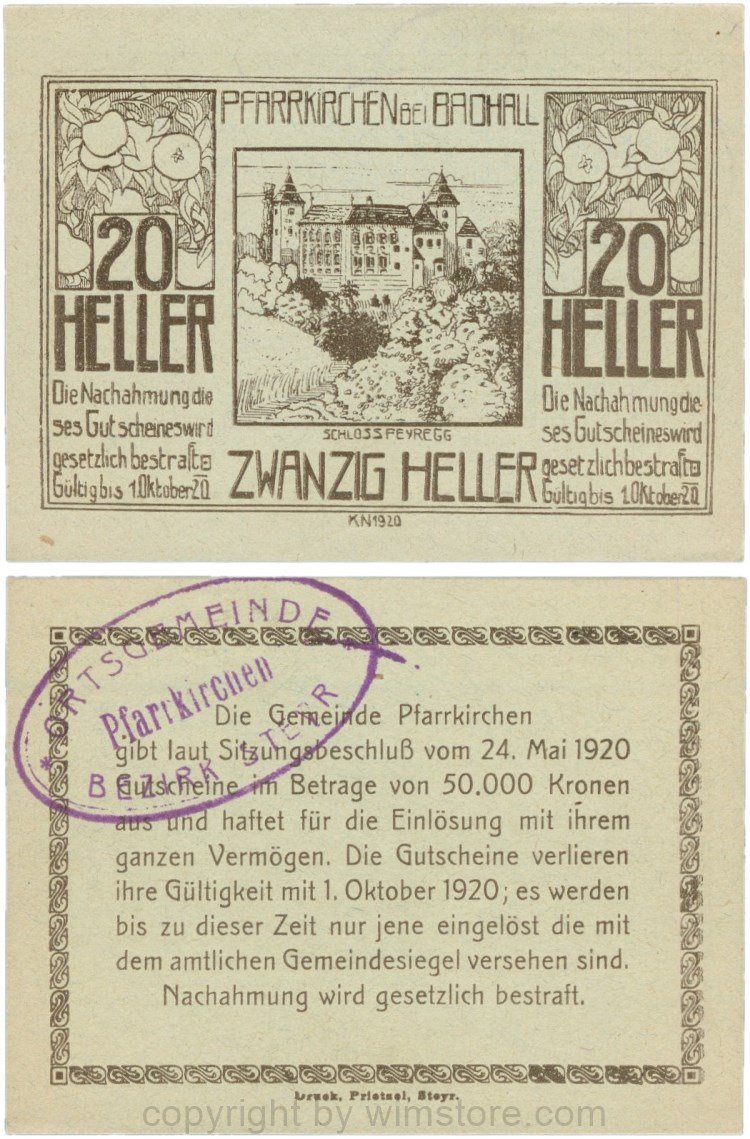 PFARRKIRCHEN BEI BADHALL
20
HELLER
Die Nachahmung die
ses Gutscheines wird
gesetzlich bestraft
Gültig bis 1.Oktober 20
SCHLOSS FEYREGG
ZWANZIG HELLER
20
HELLER
Die Nachahmung die-
ses Gutscheines wird
gesetzlich bestraft
Gültig bis 1.Oktober 20
KN1920
ORTSGEMEINDE
Pfarrkirchen
BEZIRK STEYR
Die Gemeinde Pfarrkirchen
gibt laut Sitzungsbeschluß vom 24. Mai 1920
Gutscheine im Betrage von 50.000 Kronen
aus und haftet für die Einlösung mit ihrem
ganzen Vermögen. Die Gutscheine verlieren
ihre Gültigkeit mit 1. Oktober 1920; es werden
bis zu dieser Zeit nur jene eingelöst die mit
dem amtlichen Gemeindesiegel versehen sind.
Nachahmung wird gesetzlich bestraft.
Druck, Prietzel, Steyr.
copyright by wimstore.com